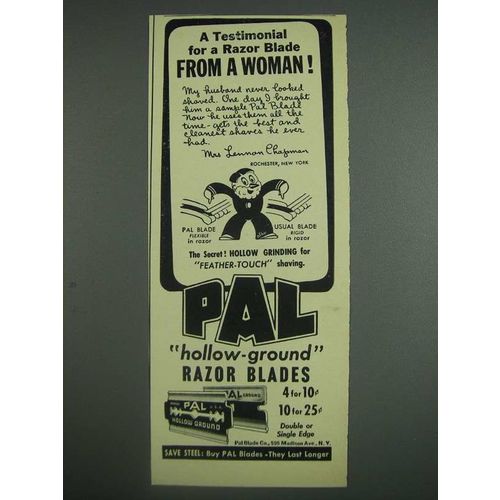 A Testimonial
for a Razor Blade
FROM A WOMAN!
My husband never looked
shaved. One day I brought
him a sample Pal Blade
Now he uses them all the
time - gets the best and
cleanest shaves he ever
had.
Mrs Lennon Chapman
ROCHESTER, NEW YORK
PAL BLADE
FLEXIBLE
in razor
USUAL BLADE
RIGID
in razor
The Secret! HOLLOW GRINDING for
"FEATHER-TOUCH" shaving.
PAL
"hollow-ground"
RAZOR BLADES
PAL
HOLLOW GROUND
PAL
GROUND
4 for 10¢
10 for 25¢
Double or
Single Edge
Pal Blade Co., 595 Madison Ave., N. Y.
SAVE STEEL: Buy PAL Blades - They Last Longer